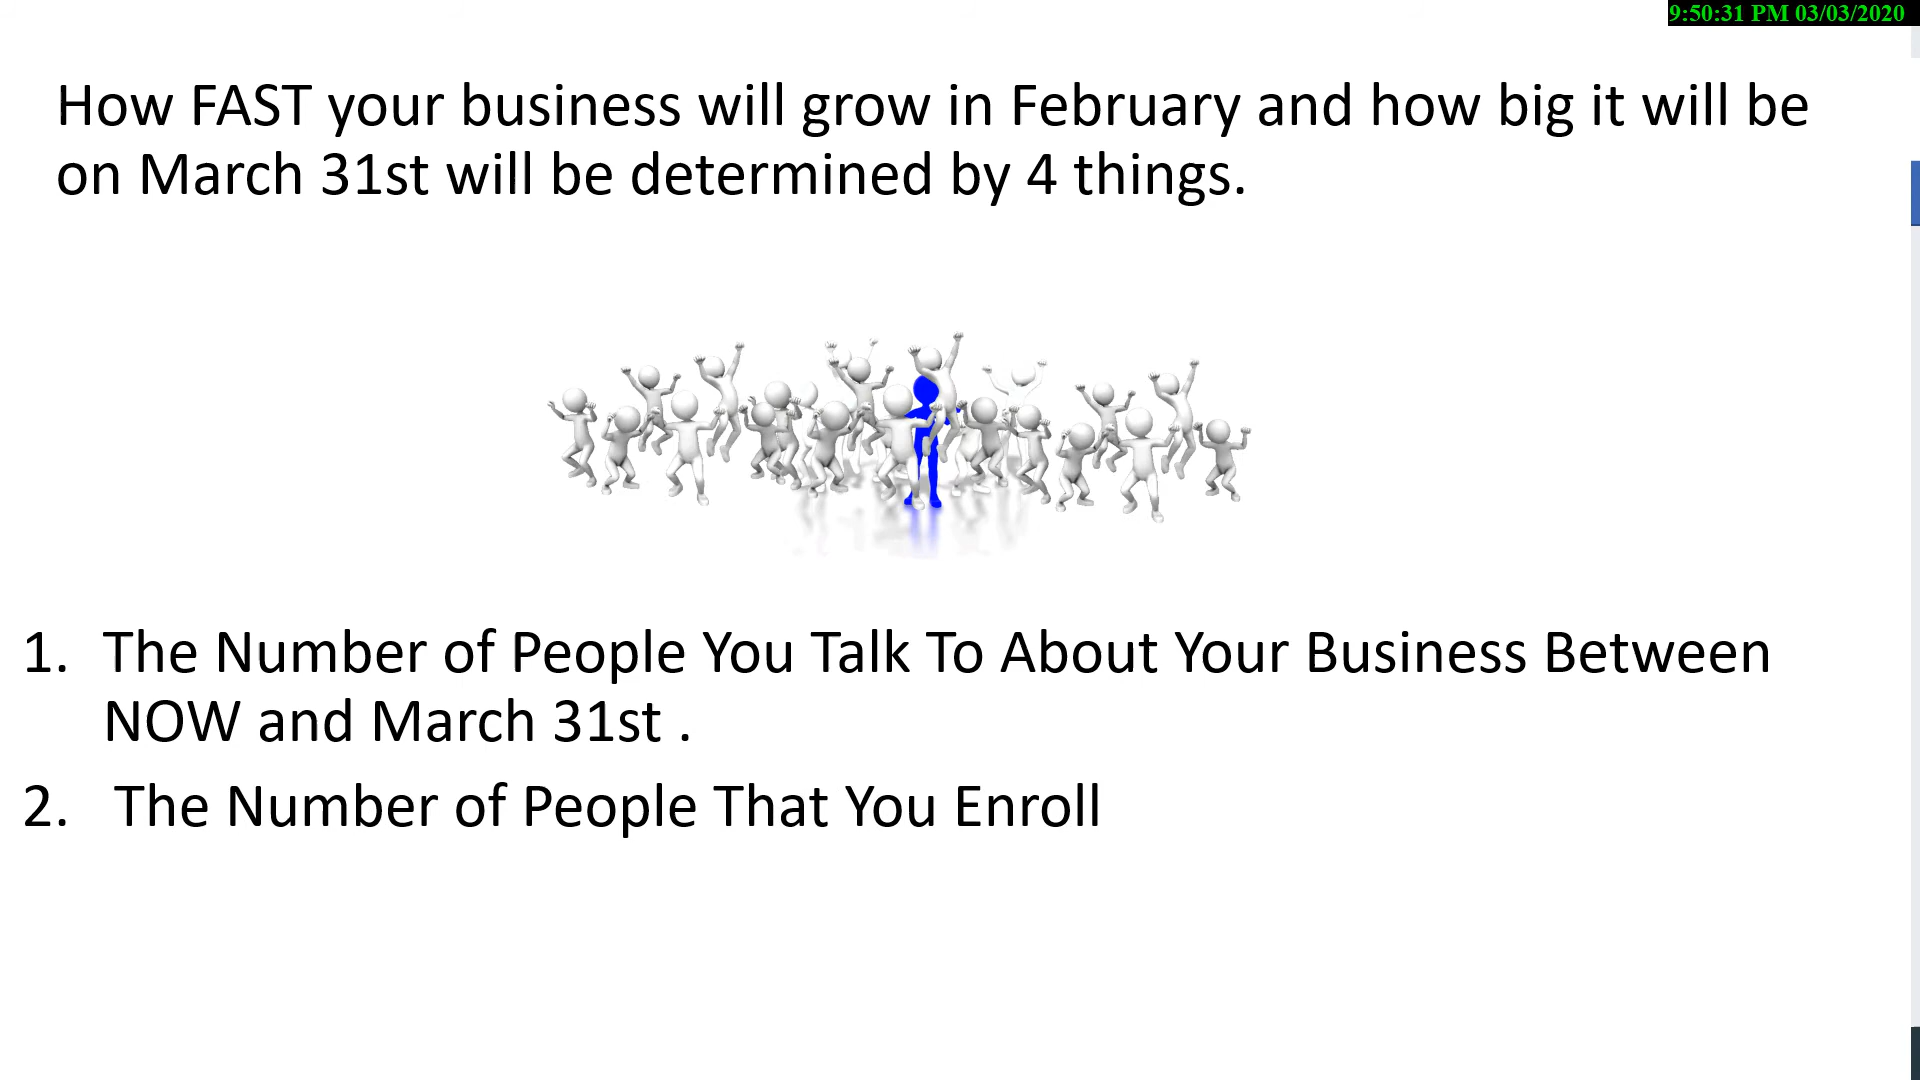 9:50:31 PM 03/03/2020
How FAST your business will grow in February and how big it will be
on March 31st will be determined by 4 things.
1. The Number of People You Talk To About Your Business Between
NOW and March 31st .
2. The Number of People That You Enroll